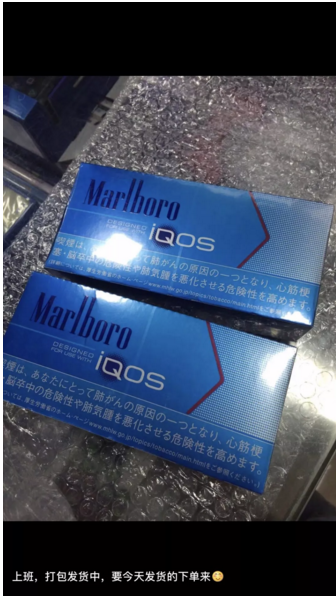 Marlboro
DESIGNED
iQOS
喫煙は、あなたにとって肺がんの原因の一つとなり、心筋梗
塞・脳卒中の危険性や肺気腫を悪化させる危険性を高めます。
Marlboro
DESIGNED
FOR USE WITH
iQOS
喫煙は、あなたにとって肺がんの原因の一つとなり、心筋梗
塞・脳卒中の危険性や肺気腫を悪化させる危険性を高めます。
上班，打包发货中，要今天发货的下单来😳